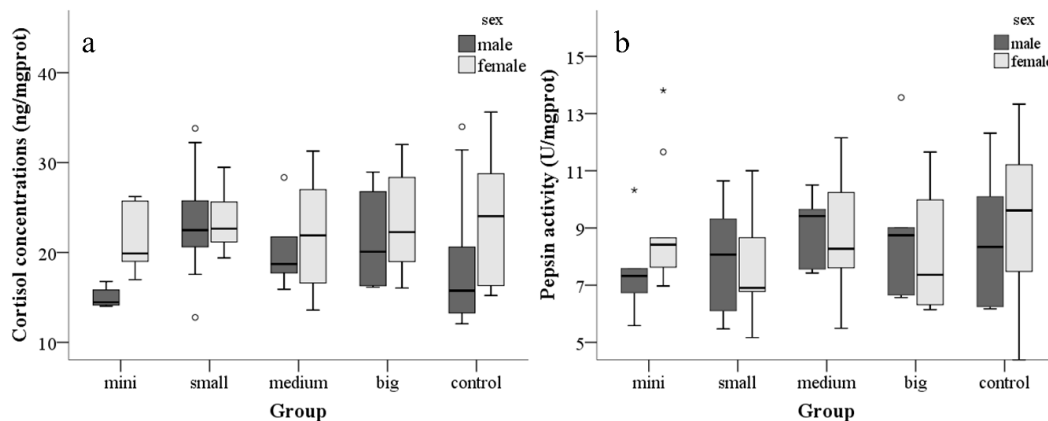 a
sex
male
female
Cortisol concentrations (ng/mgprot)
40
30
20
10
mini small medium big control
Group
b
sex
male
female
Pepsin activity (U/mgprot)
15
13
11
9
7
5
mini small medium big control
Group